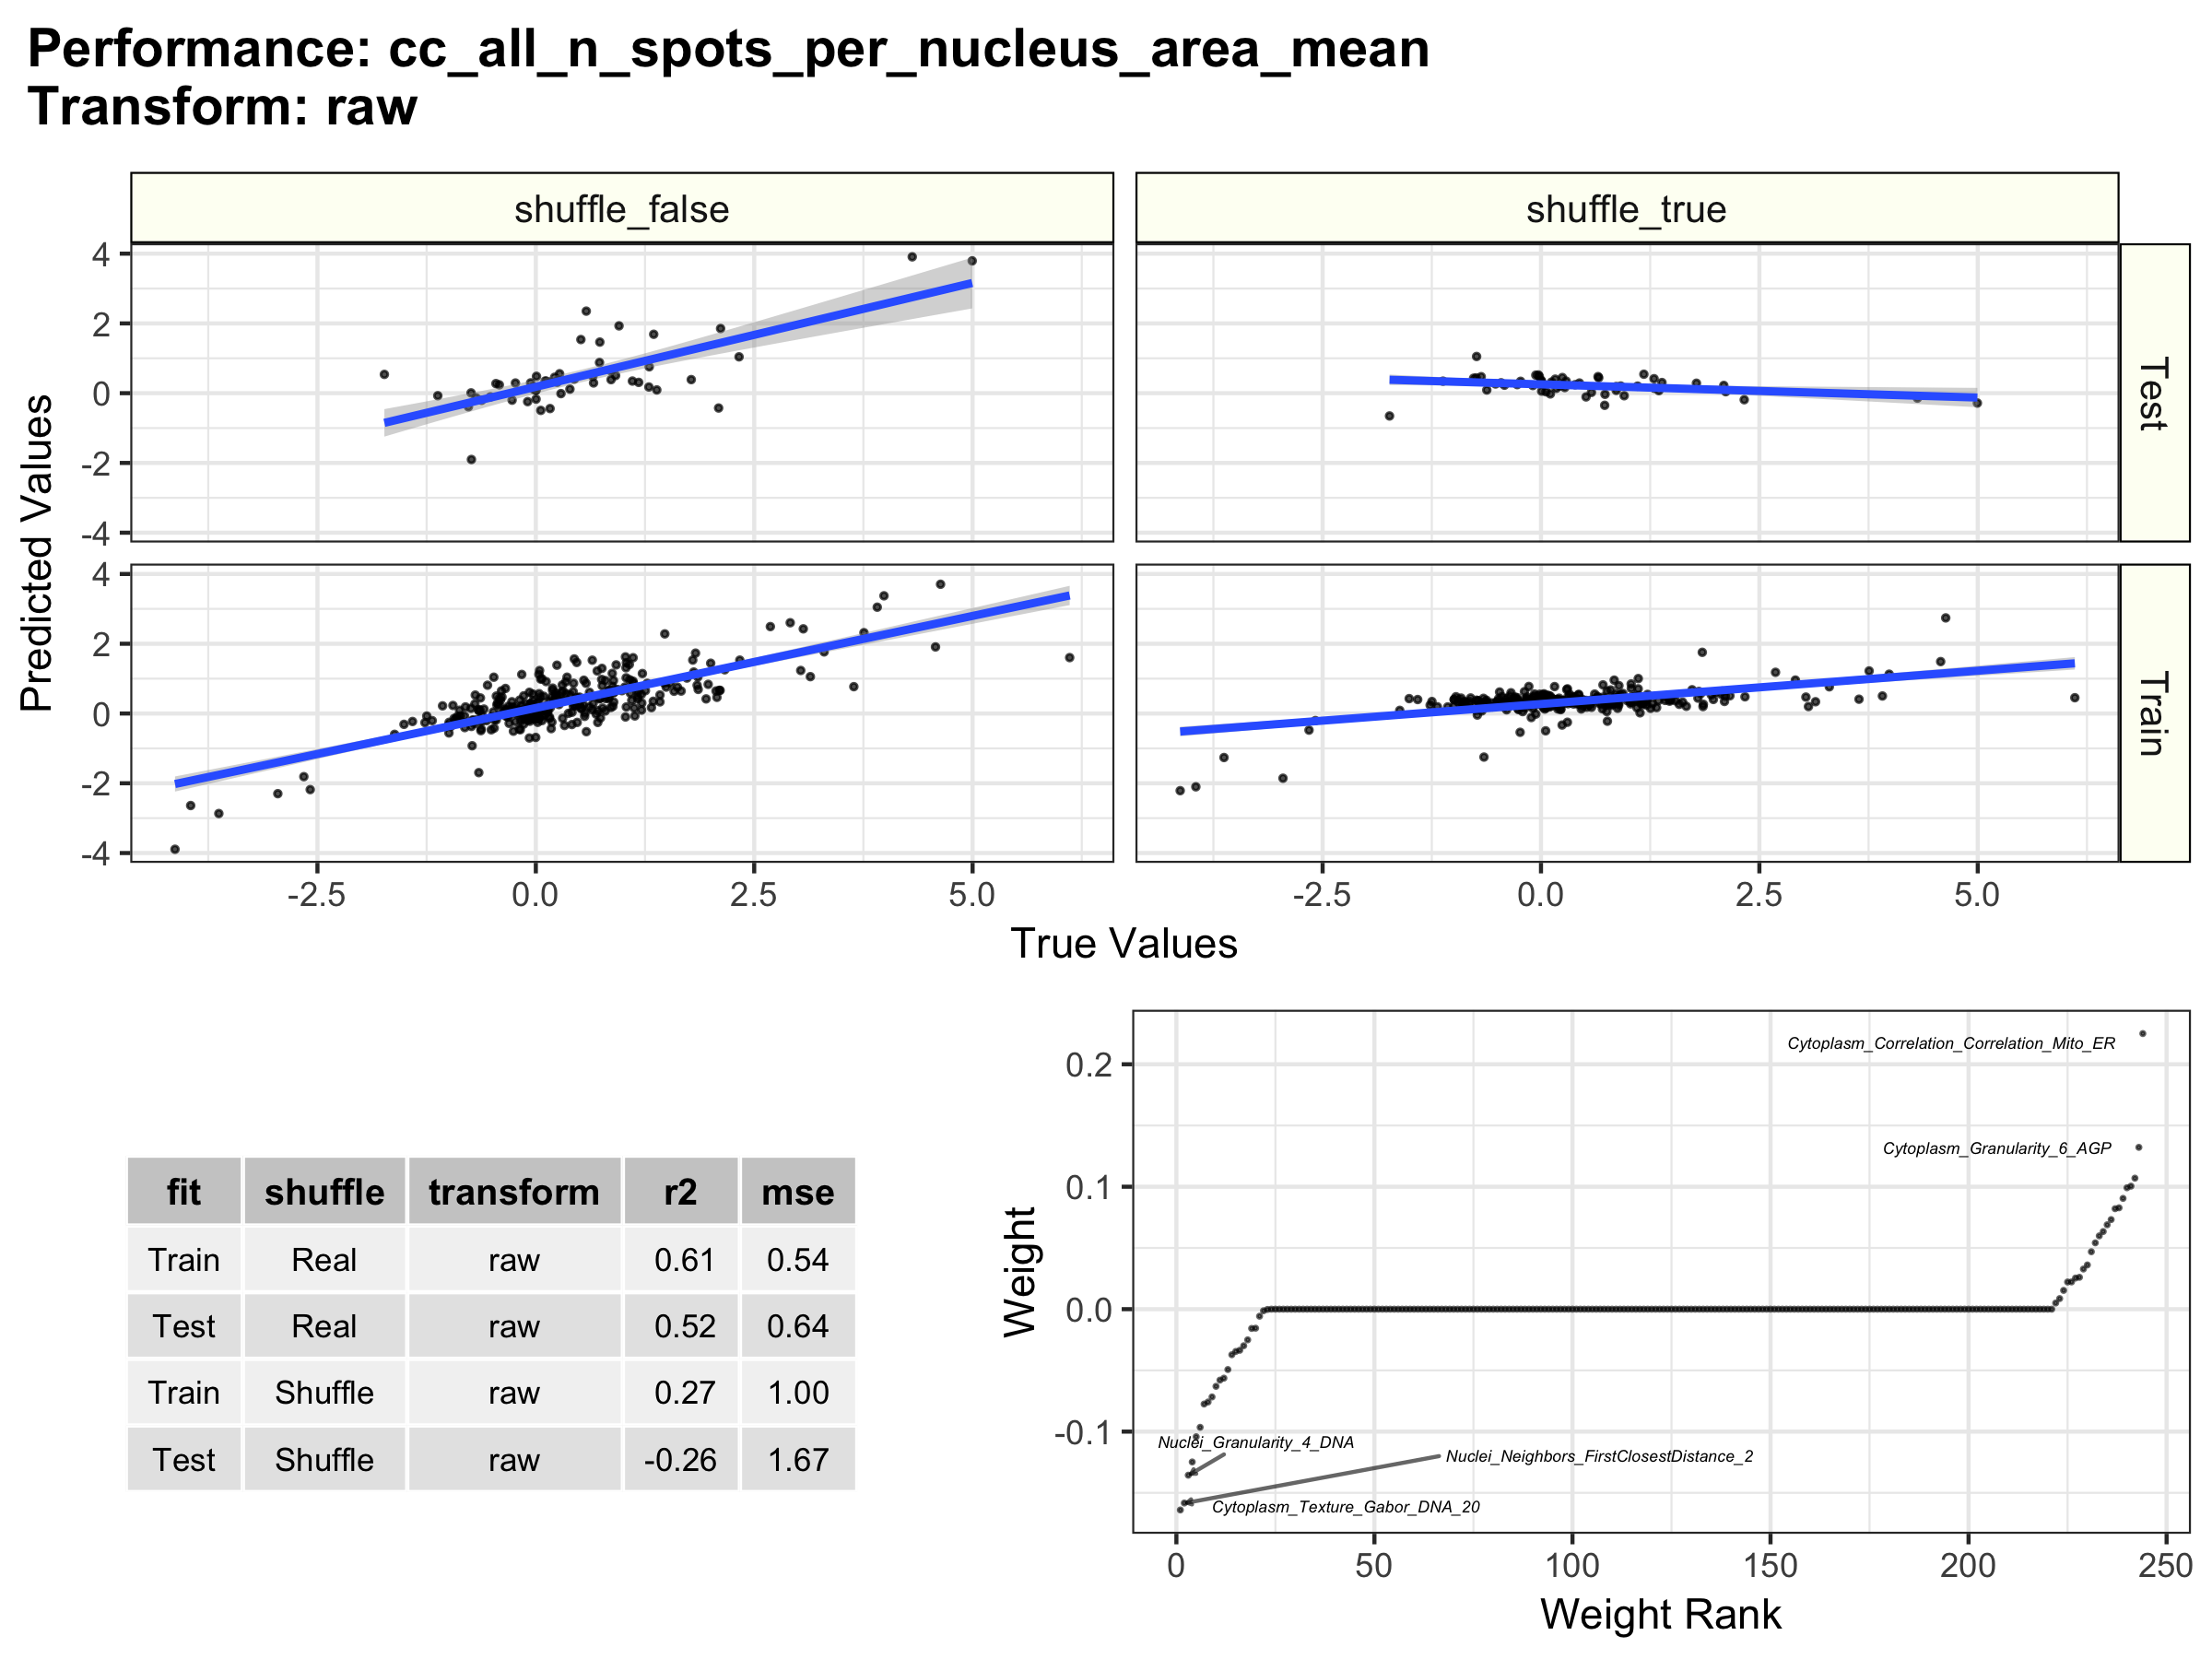 Performance: cc_all_n_spots_per_nucleus_area_mean
Transform: raw
shuffle_false
shuffle_true
4
2
0
-2
-4
Test
4
2
0
-2
-4
Train
Predicted Values
-2.5
0.0
2.5
5.0
-2.5
0.0
2.5
5.0
True Values
fit shuffle transform r2 mse
Train Real raw 0.61 0.54
Test Real raw 0.52 0.64
Train Shuffle raw 0.27 1.00
Test Shuffle raw -0.26 1.67
Weight
0.2
0.1
0.0
-0.1
Cytoplasm_Correlation_Correlation_Mito_ER
Cytoplasm_Granularity_6_AGP
Nuclei_Granularity_4_DNA
Nuclei_Neighbors_FirstClosestDistance_2
Cytoplasm_Texture_Gabor_DNA_20
0
50
100
150
200
250
Weight Rank